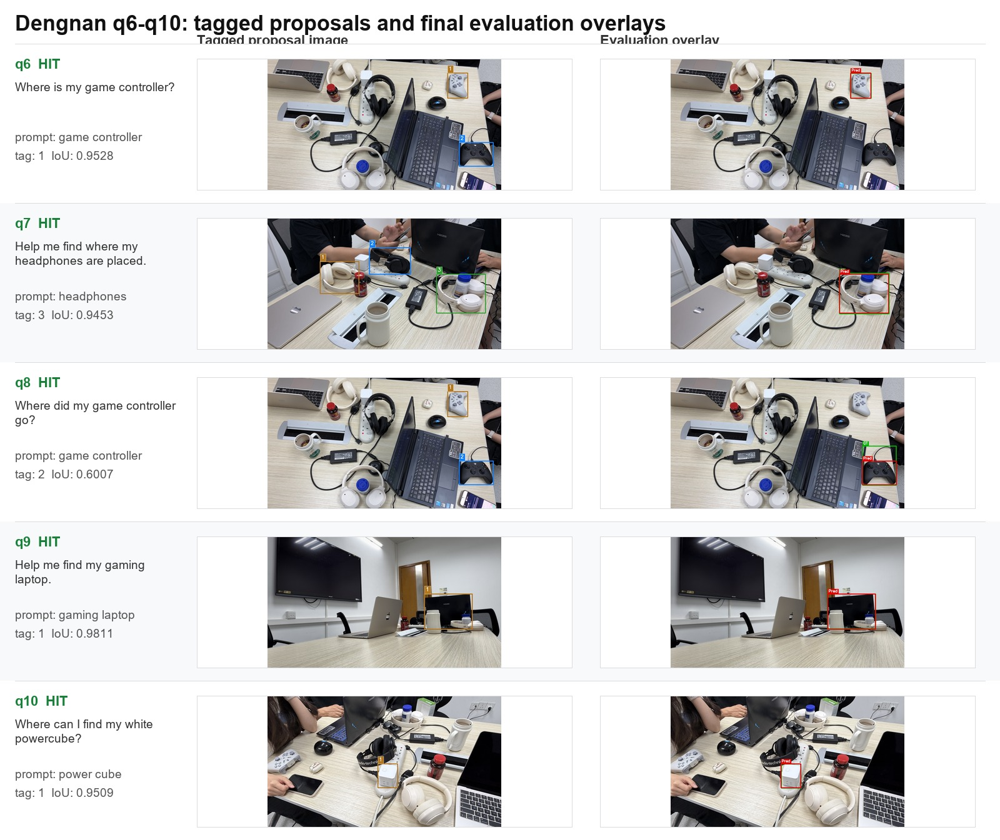 Dengnan q6-q10: tagged proposals and final evaluation overlays
Tagged proposal image
Evaluation overlay
q6 HIT
Where is my game controller?
prompt: game controller
tag: 1 IoU: 0.9528
1
2
Pred
q7 HIT
Help me find where my
headphones are placed.
prompt: headphones
tag: 3 IoU: 0.9453
1
2
3
Pred
q8 HIT
Where did my game controller
go?
prompt: game controller
tag: 2 IoU: 0.6007
1
2
GT
Pred
q9 HIT
Help me find my gaming
laptop.
prompt: gaming laptop
tag: 1 IoU: 0.9811
1
Pred
q10 HIT
Where can I find my white
powercube?
prompt: power cube
tag: 1 IoU: 0.9509
1
Pred